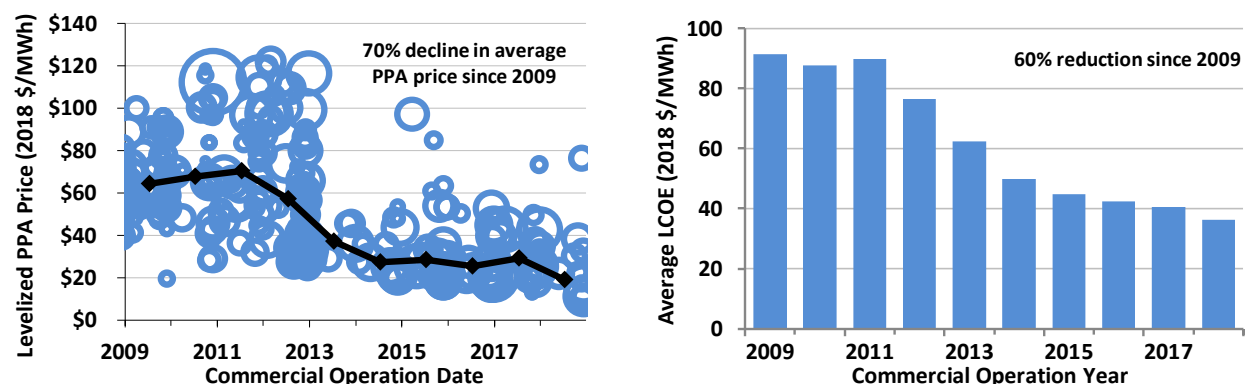 Levelized PPA Price (2018 $/MWh)
$140
$120
$100
$80
$60
$40
$20
$0
70% decline in average
PPA price since 2009
2009 2011 2013 2015 2017
Commercial Operation Date
Average LCOE (2018 $/MWh)
100
80
60
40
20
0
60% reduction since 2009
2009 2011 2013 2015 2017
Commercial Operation Year